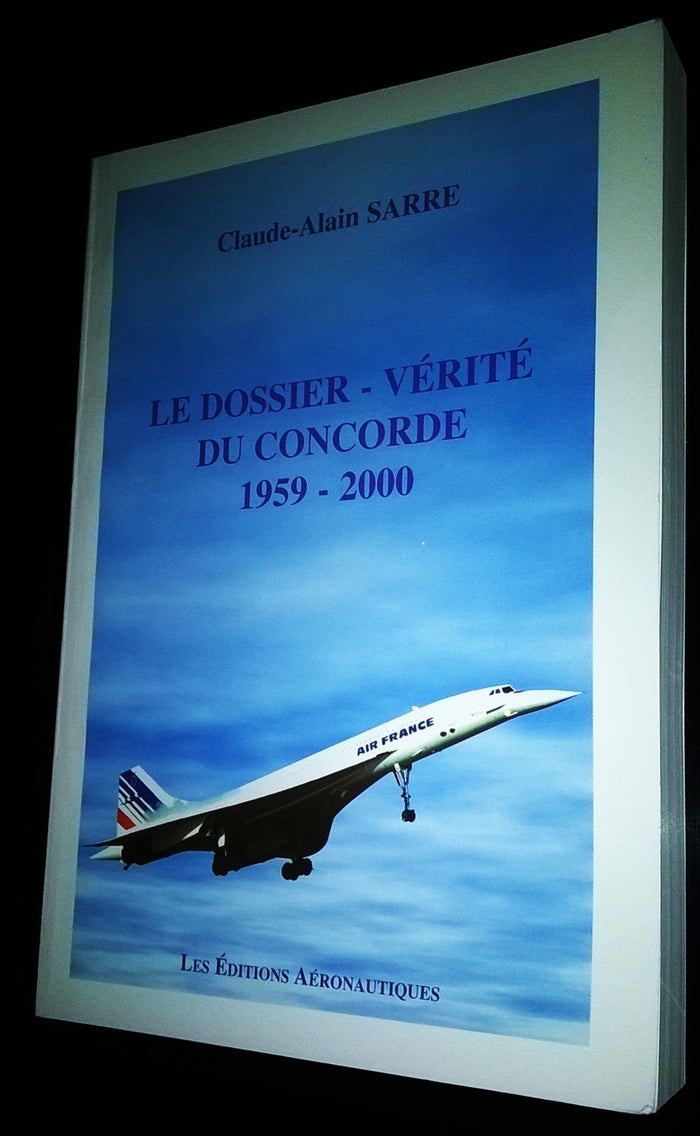 Claude-Alain SARRE
LE DOSSIER - VÉRITÉ
DU CONCORDE
1959 - 2000
AIR FRANCE
LES ÉDITIONS AÉRONAUTIQUES